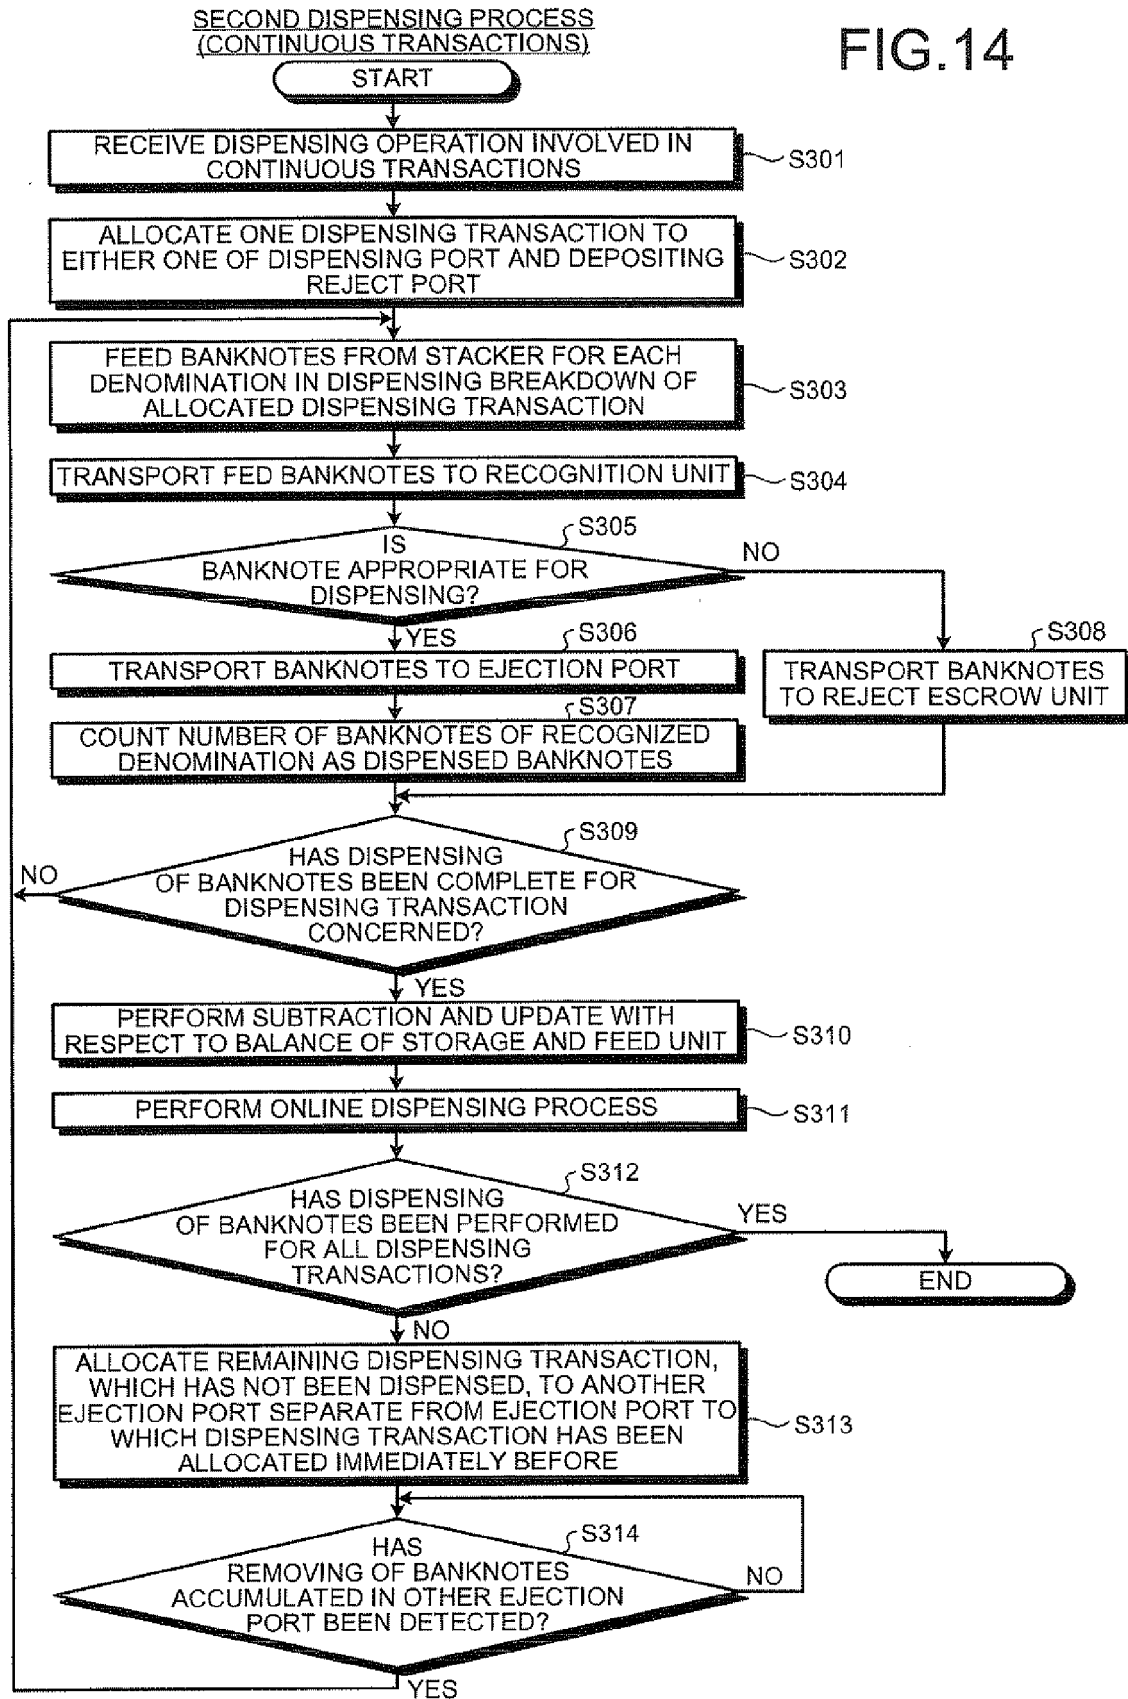 SECOND DISPENSING PROCESS
(CONTINUOUS TRANSACTIONS)
FIG.14
START
RECEIVE DISPENSING OPERATION INVOLVED IN
CONTINUOUS TRANSACTIONS
S301
ALLOCATE ONE DISPENSING TRANSACTION TO
EITHER ONE OF DISPENSING PORT AND DEPOSITING
REJECT PORT
S302
FEED BANKNOTES FROM STACKER FOR EACH
DENOMINATION IN DISPENSING BREAKDOWN OF
ALLOCATED DISPENSING TRANSACTION
S303
TRANSPORT FED BANKNOTES TO RECOGNITION UNIT
S304
S305
IS
BANKNOTE APPROPRIATE FOR
DISPENSING?
NO
YES
S306
TRANSPORT BANKNOTES TO EJECTION PORT
S308
TRANSPORT BANKNOTES
TO REJECT ESCROW UNIT
S307
COUNT NUMBER OF BANKNOTES OF RECOGNIZED
DENOMINATION AS DISPENSED BANKNOTES
S309
HAS DISPENSING
OF BANKNOTES BEEN COMPLETE FOR
DISPENSING TRANSACTION
CONCERNED?
NO
YES
PERFORM SUBTRACTION AND UPDATE WITH
RESPECT TO BALANCE OF STORAGE AND FEED UNIT
S310
PERFORM ONLINE DISPENSING PROCESS
S311
S312
HAS DISPENSING
OF BANKNOTES BEEN PERFORMED
FOR ALL DISPENSING
TRANSACTIONS?
YES
END
NO
ALLOCATE REMAINING DISPENSING TRANSACTION,
WHICH HAS NOT BEEN DISPENSED, TO ANOTHER
EJECTION PORT SEPARATE FROM EJECTION PORT TO
WHICH DISPENSING TRANSACTION HAS BEEN
ALLOCATED IMMEDIATELY BEFORE
S313
S314
HAS
REMOVING OF BANKNOTES
ACCUMULATED IN OTHER EJECTION
PORT BEEN DETECTED?
NO
YES